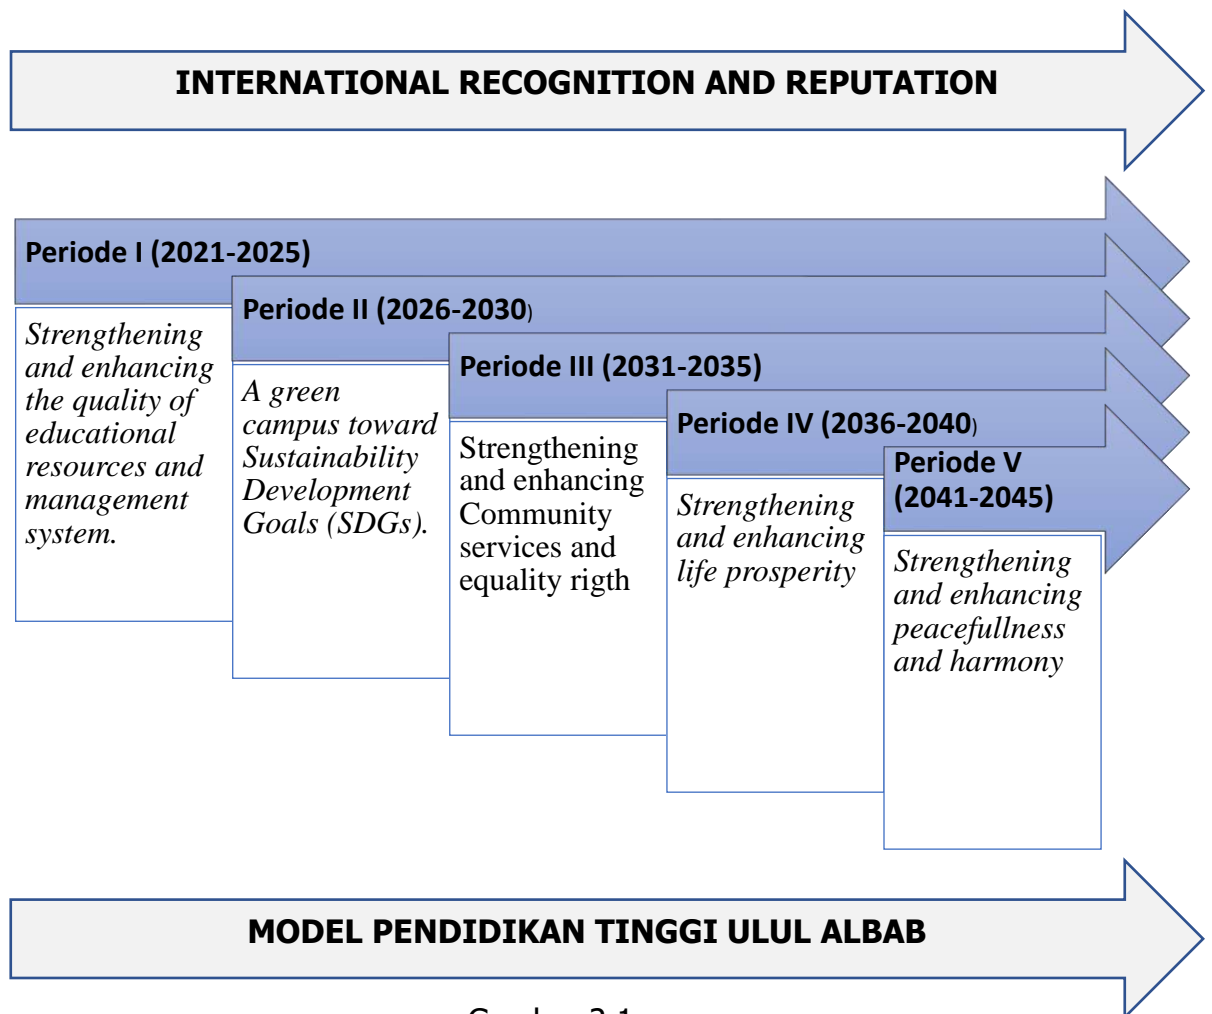 INTERNATIONAL RECOGNITION AND REPUTATION
Periode I (2021-2025)
Strengthening
and enhancing
the quality of
educational
resources and
management
system.
Periode II (2026-2030)
A green
campus toward
Sustainability
Development
Goals (SDGs).
Periode III (2031-2035)
Strengthening
and enhancing
Community
services and
equality rigth
Periode IV (2036-2040)
Strengthening
and enhancing
life prosperity
Periode V
(2041-2045)
Strengthening
and enhancing
peacefullness
and harmony
MODEL PENDIDIKAN TINGGI ULUL ALBAB